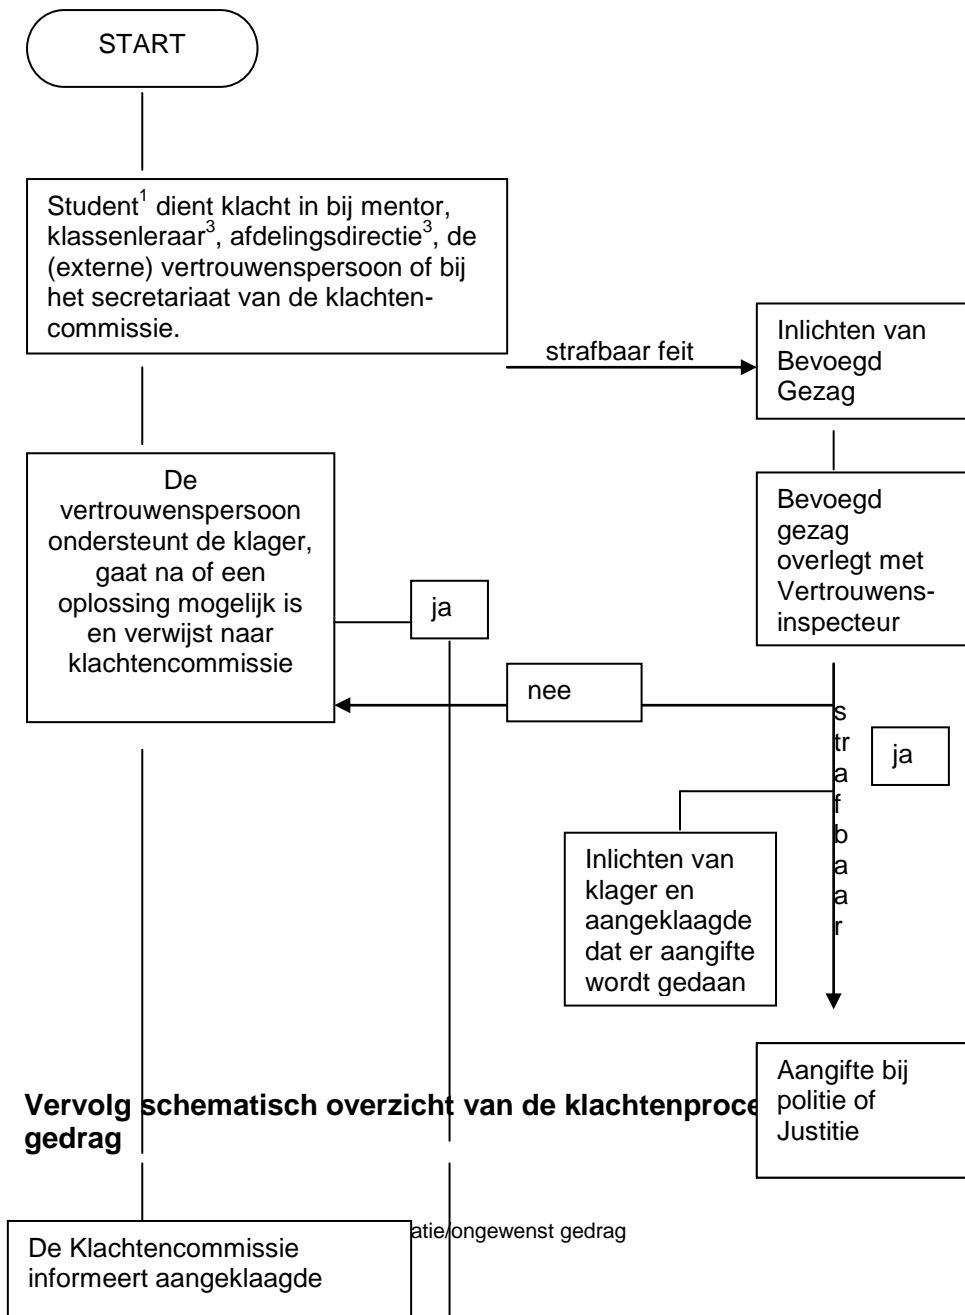 START
Student¹ dient klacht in bij mentor,
klassenleraar³, afdelingsdirectie³, de
(externe) vertrouwenspersoon of bij
het secretariaat van de klachten-
commissie.
strafbaar feit
Inlichten van
Bevoegd
Gezag
De
vertrouwenspersoon
ondersteunt de klager,
gaat na of een
oplossing mogelijk is
en verwijst naar
klachtencommissie
ja
Bevoegd
gezag
overlegt met
Vertrouwens-
inspecteur
nee
s
tr
a
f
b
a
a
r
ja
Inlichten van
klager en
aangeklaagde
dat er aangifte
wordt gedaan
Aangifte bij
politie of
Justitie
Vervolg schematisch overzicht van de klachtenproce
gedrag
atie/ongewenst gedrag
De Klachtencommissie
informeert aangeklaagde